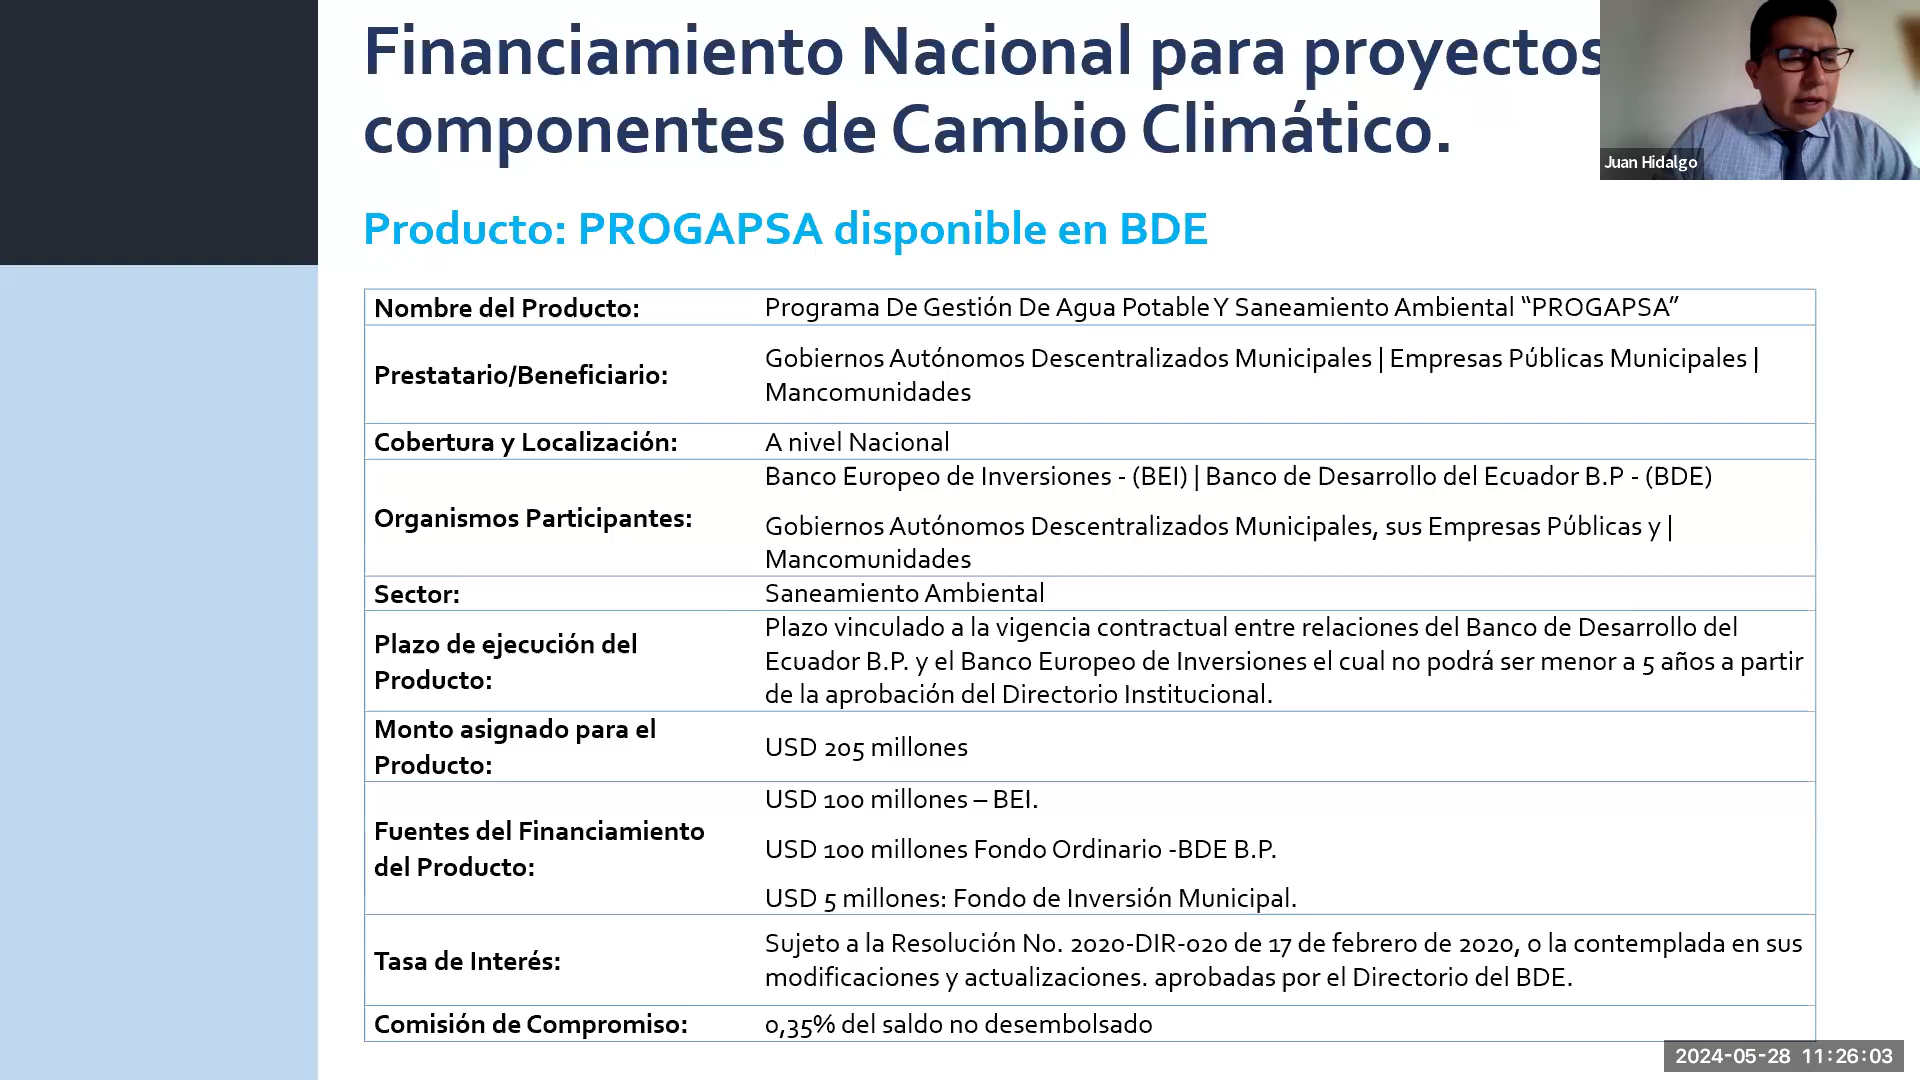 Financiamiento Nacional para proyectos
componentes de Cambio Climático.
Juan Hidalgo
Producto: PROGAPSA disponible en BDE
Nombre del Producto:
Programa De Gestión De Agua Potable Y Saneamiento Ambiental “PROGAPSA”
Prestatario/Beneficiario:
Gobiernos Autónomos Descentralizados Municipales | Empresas Públicas Municipales |
Mancomunidades
Cobertura y Localización:
A nivel Nacional
Organismos Participantes:
Banco Europeo de Inversiones - (BEI) | Banco de Desarrollo del Ecuador B.P - (BDE)
Gobiernos Autónomos Descentralizados Municipales, sus Empresas Públicas y |
Mancomunidades
Sector:
Saneamiento Ambiental
Plazo de ejecución del
Producto:
Plazo vinculado a la vigencia contractual entre relaciones del Banco de Desarrollo del
Ecuador B.P. y el Banco Europeo de Inversiones el cual no podrá ser menor a 5 años a partir
de la aprobación del Directorio Institucional.
Monto asignado para el
Producto:
USD 205 millones
Fuentes del Financiamiento
del Producto:
USD 100 millones – BEI.
USD 100 millones Fondo Ordinario -BDE B.P.
USD 5 millones: Fondo de Inversión Municipal.
Tasa de Interés:
Sujeto a la Resolución No. 2020-DIR-020 de 17 de febrero de 2020, o la contemplada en sus
modificaciones y actualizaciones. aprobadas por el Directorio del BDE.
Comisión de Compromiso:
0,35% del saldo no desembolsado
2024-05-28 11:26:03